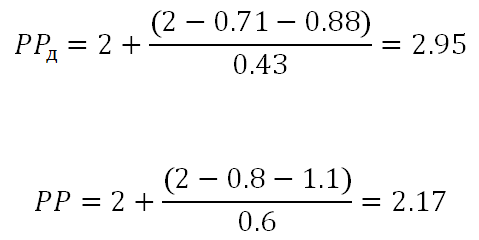 PPд = 2 + (2 − 0.71 − 0.88) / 0.43 = 2.95
PP = 2 + (2 − 0.8 − 1.1) / 0.6 = 2.17